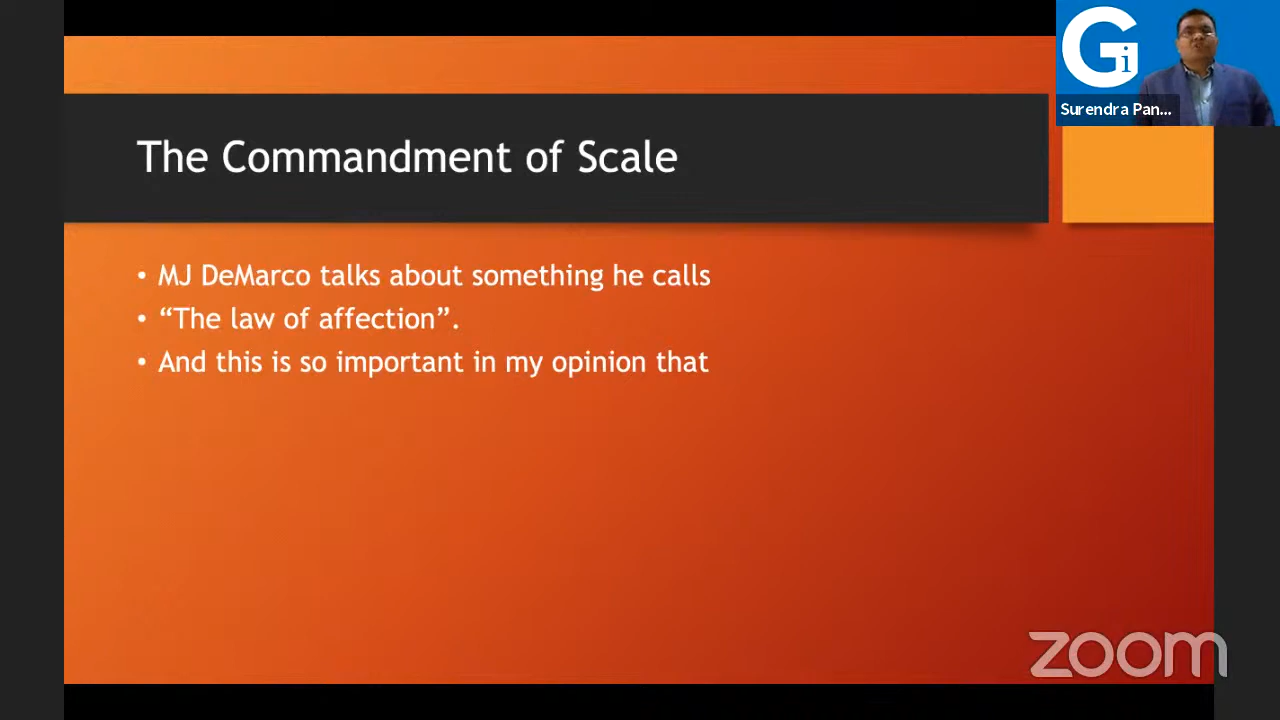 Gi
Surendra Pan...
The Commandment of Scale
• MJ DeMarco talks about something he calls
• “The law of affection”.
• And this is so important in my opinion that
zoom